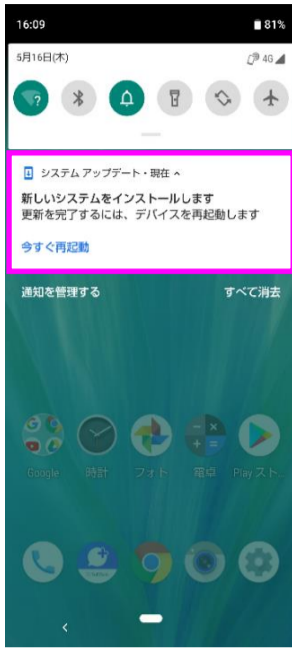 16:09 81%
5月16日(木) 4G
システム アップデート・現在
新しいシステムをインストールします
更新を完了するには、デバイスを再起動します
今すぐ再起動
通知を管理する すべて消去
Google 時計 フォト 電卓 Play スト...